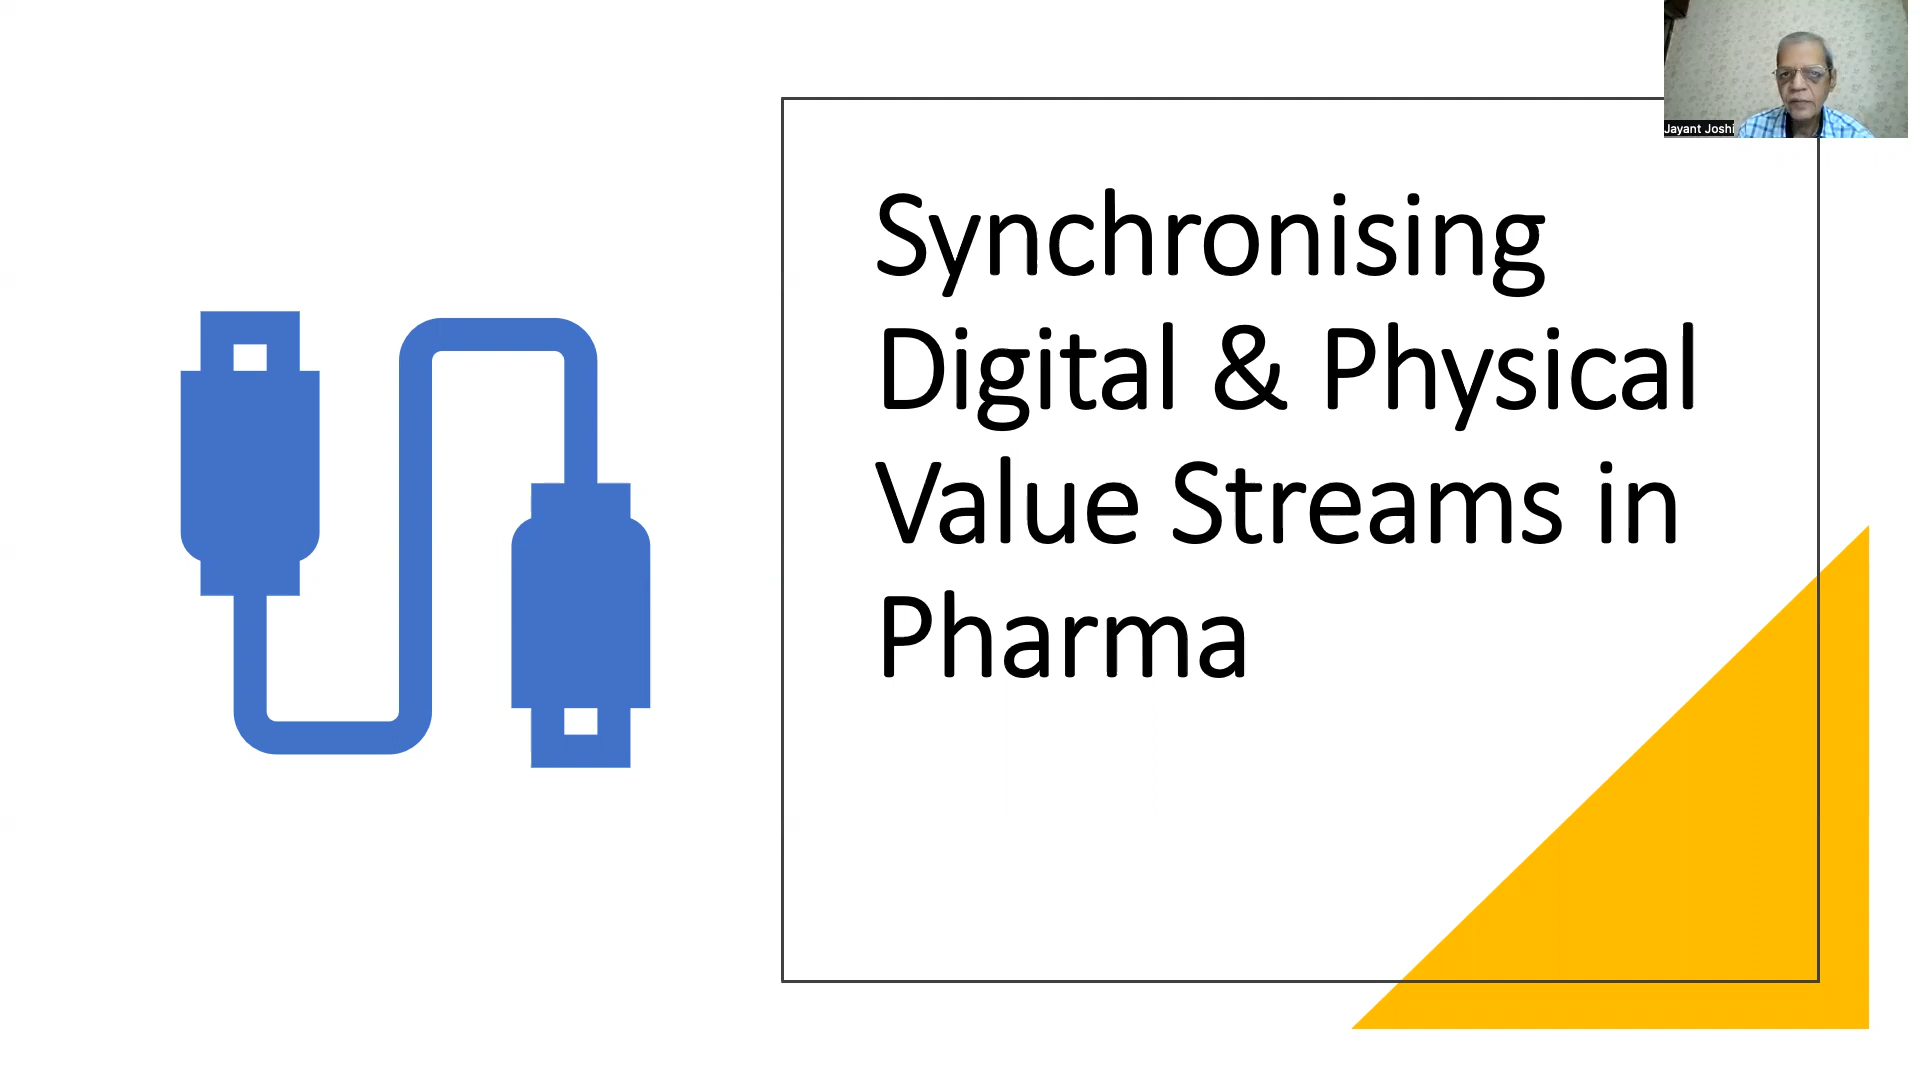 Jayant Joshi
Synchronising
Digital & Physical
Value Streams in
Pharma